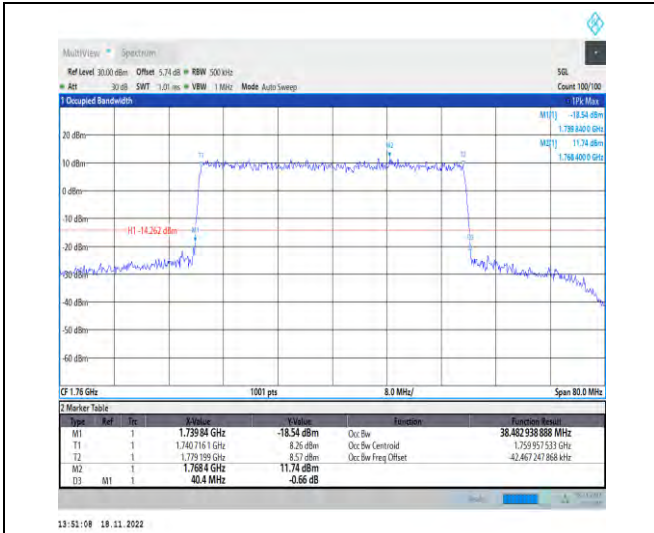 MultiView Spectrum
Ref Level 30.00 dBm Offset 5.74 dB RBW 500 kHz SGL
Att 30 dB SWT 1.01 ms VBW 1 MHz Mode Auto Sweep Count 100/100
1 Occupied Bandwidth 1Pk Max
M1[1] -18.54 dBm
1.739 840 0 GHz
M2[1] 11.74 dBm
1.768 400 0 GHz
20 dBm
M2
T1
T2
10 dBm
0 dBm
-10 dBm
H1 -14.262 dBm
M1
D3
-20 dBm
-30 dBm
-40 dBm
-50 dBm
-60 dBm
CF 1.76 GHz 1001 pts 8.0 MHz/ Span 80.0 MHz
2 Marker Table
Type Ref Trc X-Value Y-Value Function Function Result
M1 1 1.739 84 GHz -18.54 dBm Occ Bw 38.482 938 888 MHz
T1 1 1.740 716 1 GHz 8.26 dBm Occ Bw Centroid 1.759 957 533 GHz
T2 1 1.779 199 GHz 8.57 dBm Occ Bw Freq Offset -42.467 247 868 kHz
M2 1 1.768 4 GHz 11.74 dBm
D3 M1 1 40.4 MHz -0.66 dB
13:51:08 18.11.2022